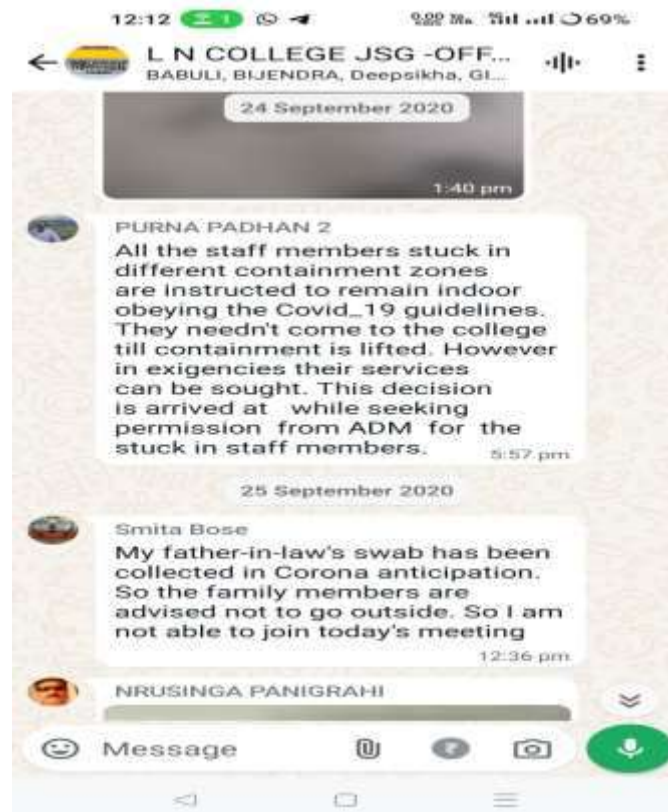 12:12 1 69%
L N COLLEGE JSG -OFF...
BABULI, BIJENDRA, Deepsikha, GI...
24 September 2020
1:40 pm
PURNA PADHAN 2
All the staff members stuck in
different containment zones
are instructed to remain indoor
obeying the Covid_19 guidelines.
They needn't come to the college
till containment is lifted. However
in exigencies their services
can be sought. This decision
is arrived at while seeking
permission from ADM for the
stuck in staff members.
5:57 pm
25 September 2020
Smita Bose
My father-in-law's swab has been
collected in Corona anticipation.
So the family members are
advised not to go outside. So I am
not able to join today's meeting
12:36 pm
NRUSINGA PANIGRAHI
Message